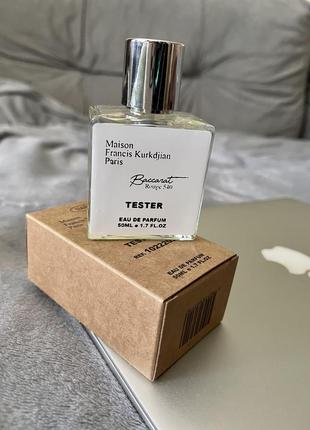 Maison
Francis Kurkdjian
Paris
Baccarat
Rouge 540
TESTER
EAU DE PARFUM
50ML e 1.7 FL.OZ
REF.
EAU DE PARFUM
50ML e 1.7 FL.OZ